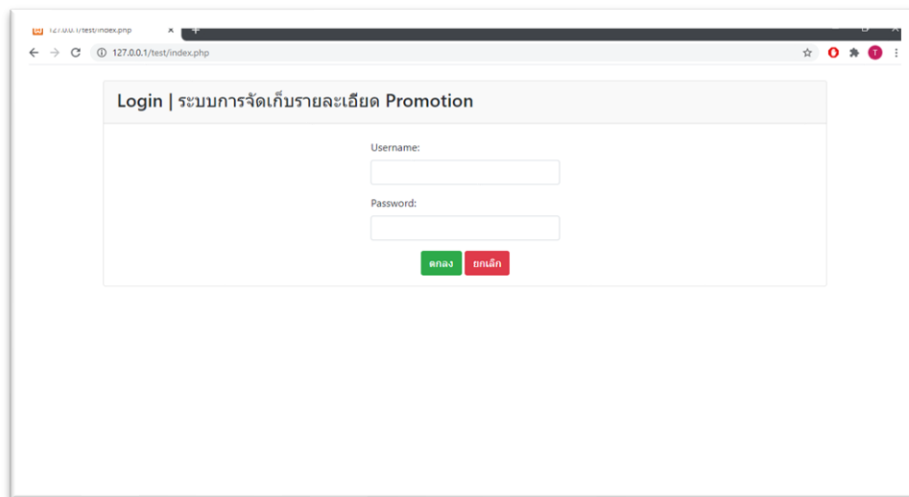 127.0.0.1/test/index.php
127.0.0.1/test/index.php
T
Login | ระบบการจัดเก็บรายละเอียด Promotion
Username:
Password:
ตกลง ยกเลิก